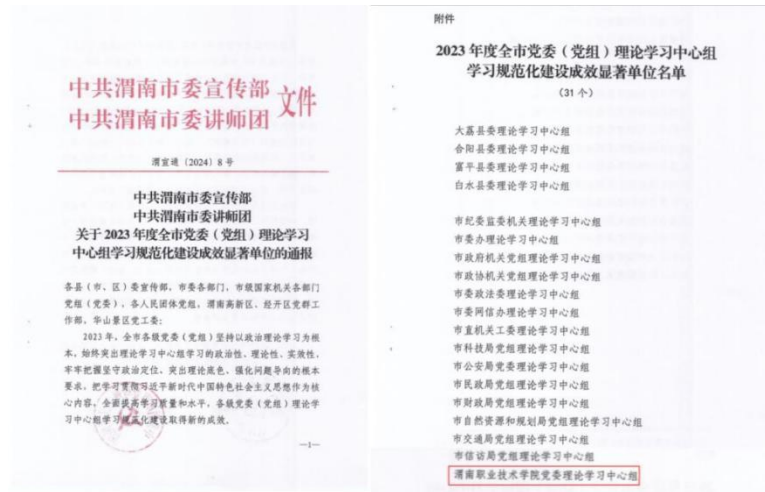 中共渭南市委宣传部
中共渭南市委讲师团
文件
渭宣通〔2024〕8号
中共渭南市委宣传部
中共渭南市委讲师团
关于2023年度全市党委(党组)理论学习
中心组学习规范化建设成效显著单位的通报
各县(市、区)委宣传部,市委各部门,市级国家机关各部门
党组(党委),各人民团体党组,渭南高新区、经开区党群工
作部,华山景区党工委:
2023年,全市各级党委(党组)坚持以政治理论学习为根
本,始终突出理论学习中心组学习的政治性、理论性、实效性,
牢牢把握坚守政治定位、突出理论底色、强化问题导向的根本
要求,把学习贯彻习近平新时代中国特色社会主义思想作为核
心内容,全面提高学习质量和水平,各级党委(党组)理论学
习中心组学习规范化建设取得新的成效。
—1—
附件
2023年度全市党委(党组)理论学习中心组
学习规范化建设成效显著单位名单
(31个)
大荔县委理论学习中心组
合阳县委理论学习中心组
富平县委理论学习中心组
白水县委理论学习中心组
市纪委监委机关理论学习中心组
市委办理论学习中心组
市政府机关党组理论学习中心组
市政协机关党组理论学习中心组
市委政法委理论学习中心组
市委网信办理论学习中心组
市直机关工委理论学习中心组
市科技局党组理论学习中心组
市公安局党委理论学习中心组
市民政局党组理论学习中心组
市财政局党组理论学习中心组
市自然资源和规划局党组理论学习中心组
市交通局党组理论学习中心组
市信访局党组理论学习中心组
渭南职业技术学院党委理论学习中心组